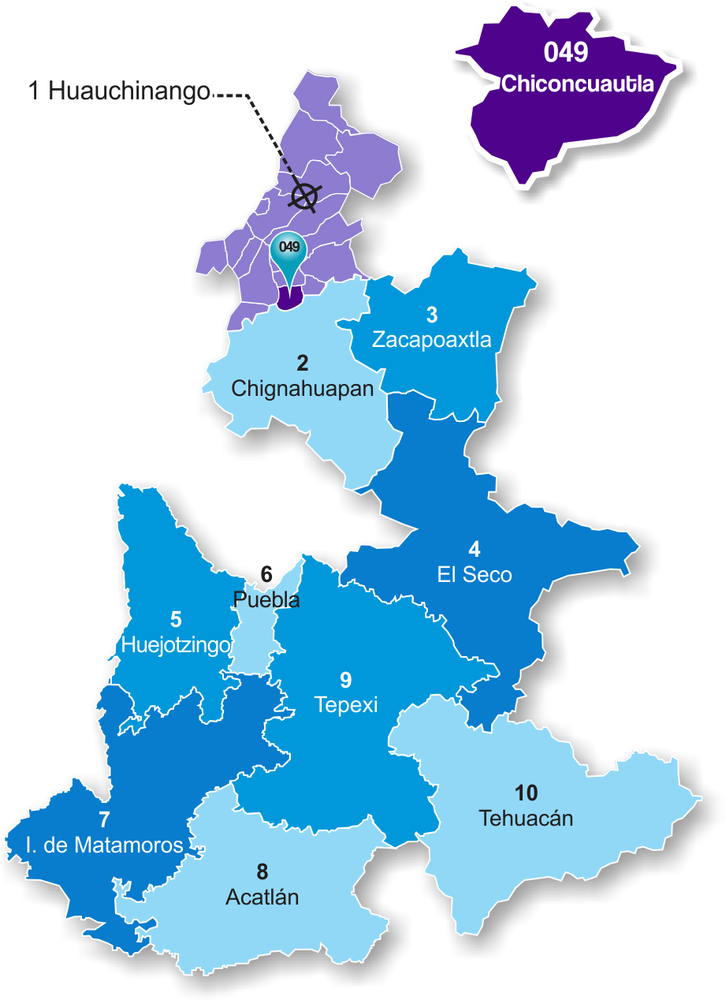 049
Chiconcuautla
1 Huauchinango
049
3
Zacapoaxtla
2
Chignahuapan
4
El Seco
6
Puebla
5
Huejotzingo
9
Tepexi
10
Tehuacán
7
I. de Matamoros
8
Acatlán